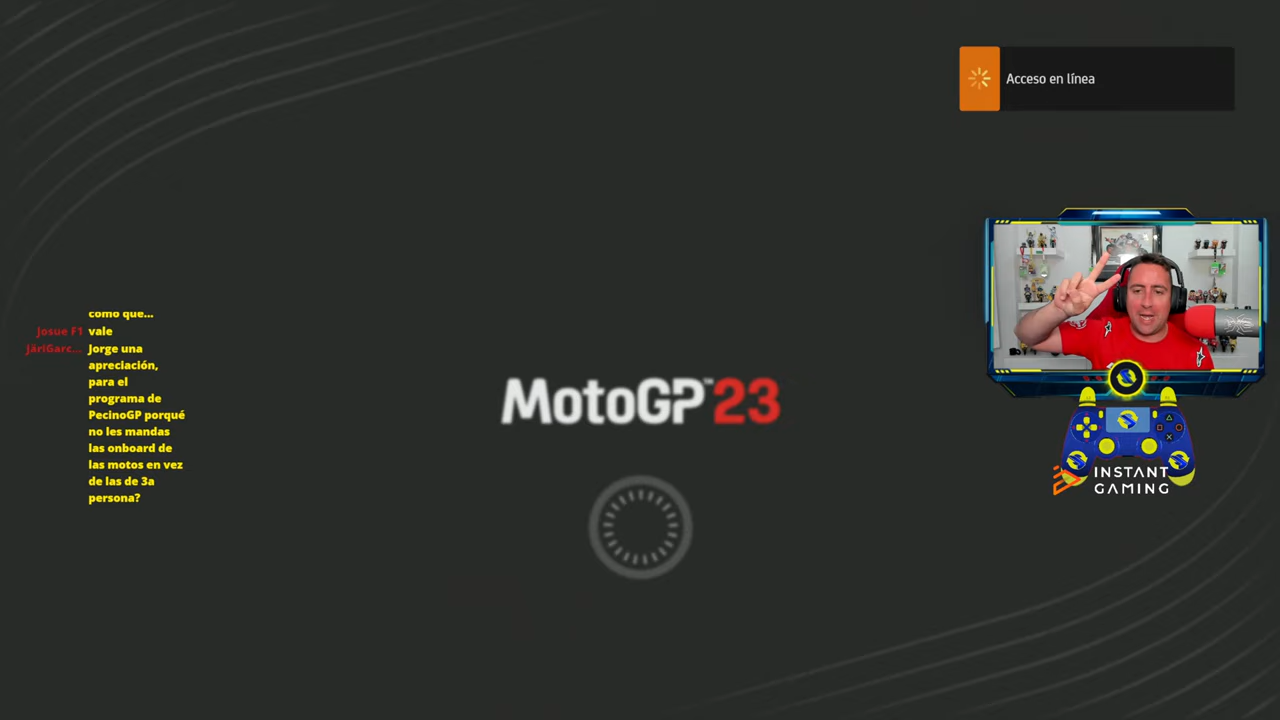 Acceso en línea
como que...
Josue F1 vale
järiGarc... Jorge una
apreciación,
para el
programa de
PecinoGP porqué
no les mandas
las onboard de
las motos en vez
de las de 3a
persona?
MotoGP™23
INSTANT
GAMING